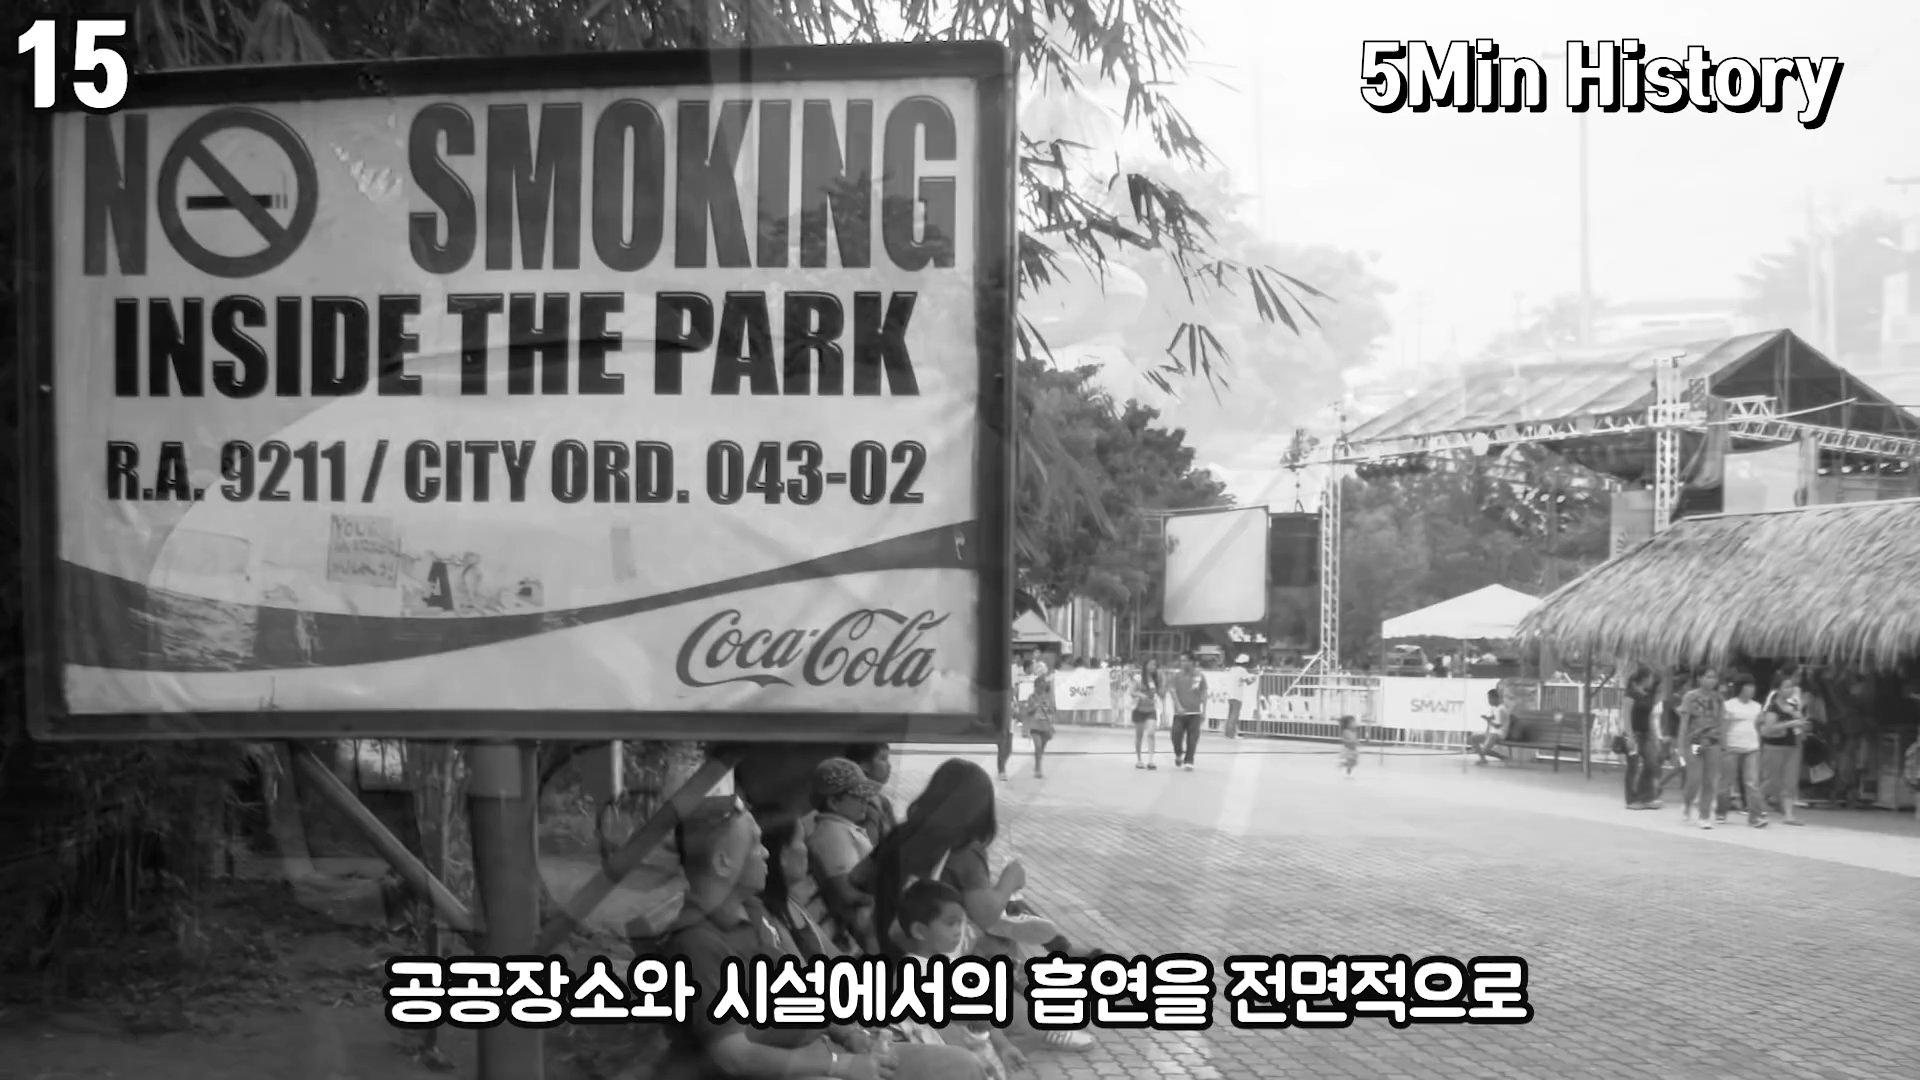 15
5Min History
NO SMOKING
INSIDE THE PARK
R.A. 9211 / CITY ORD. 043-02
Coca-Cola
SMART
공공장소와 시설에서의 흡연을 전면적으로